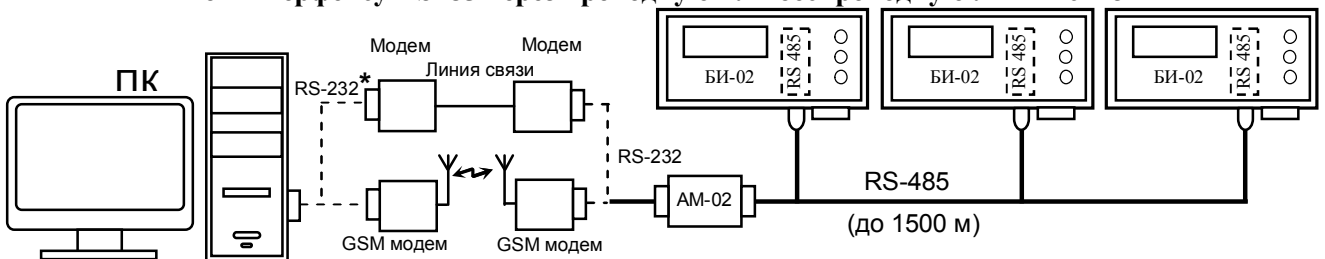 ПК
RS-232*
Модем
Линия связи
Модем
GSM модем
GSM модем
RS-232
АМ-02
БИ-02
RS 485
БИ-02
RS 485
БИ-02
RS 485
RS-485
(до 1500 м)